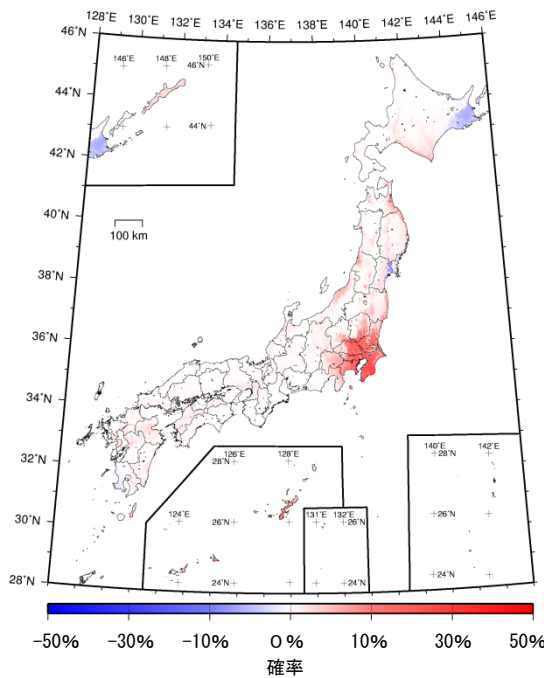 128°E 130°E 132°E 134°E 136°E 138°E 140°E 142°E 144°E 146°E
46°N
44°N
42°N
40°N
38°N
36°N
34°N
32°N
30°N
28°N
146°E 148°E 150°E
46°N
44°N
100 km
126°E 128°E
28°N
124°E
26°N
24°N
131°E 132°E
26°N
24°N
140°E 142°E
28°N
26°N
24°N
-50% -30% -10% 0% 10% 30% 50%
確率